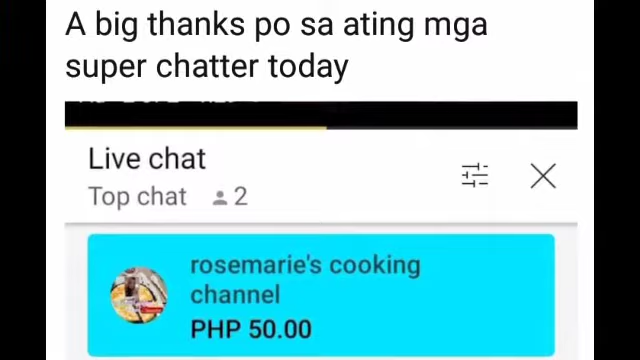 A big thanks po sa ating mga
super chatter today
Live chat
Top chat 2
rosemarie's cooking
channel
PHP 50.00